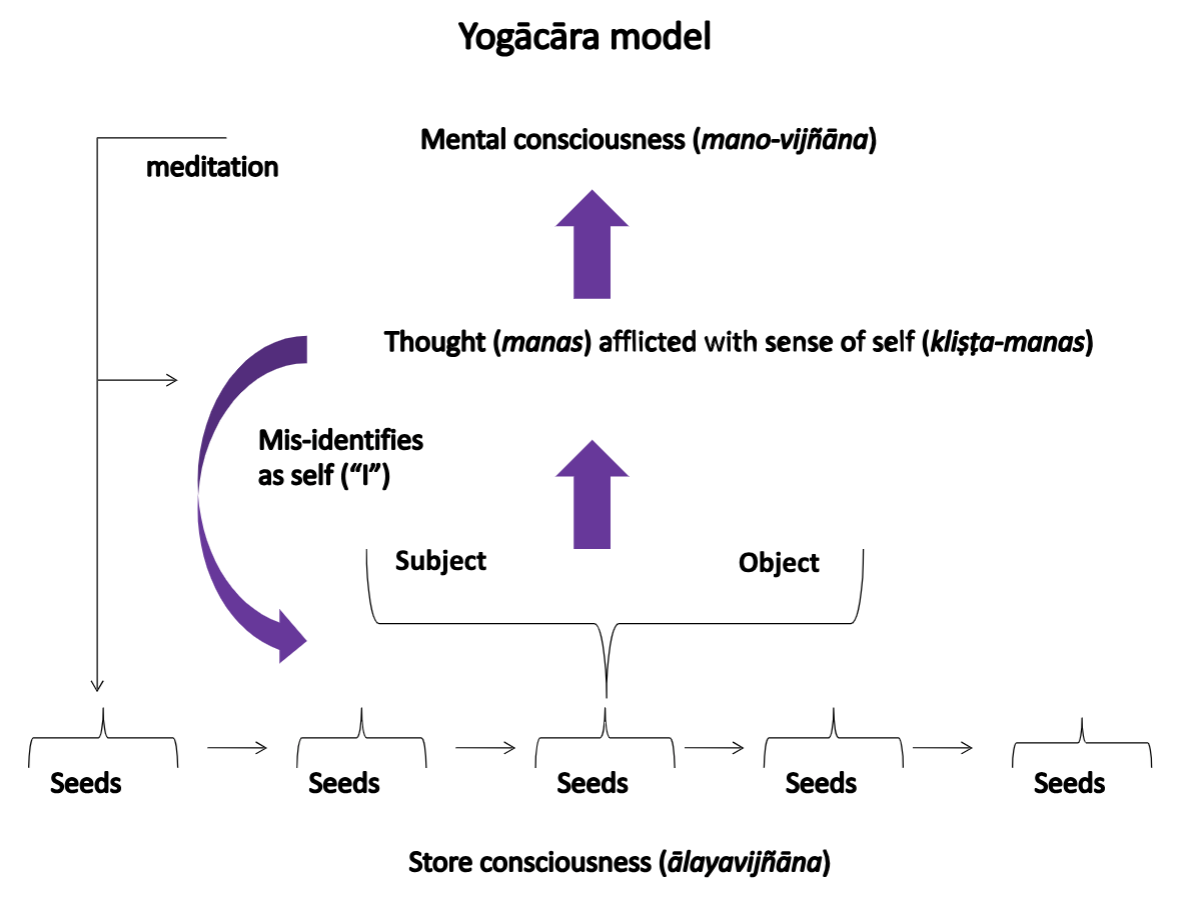 Yogācāra model
Mental consciousness (mano-vijñāna)
meditation
Thought (manas) afflicted with sense of self (kliṣṭa-manas)
Mis-identifies
as self (“I”)
Subject
Object
Seeds
Seeds
Seeds
Seeds
Seeds
Store consciousness (ālayavijñāna)